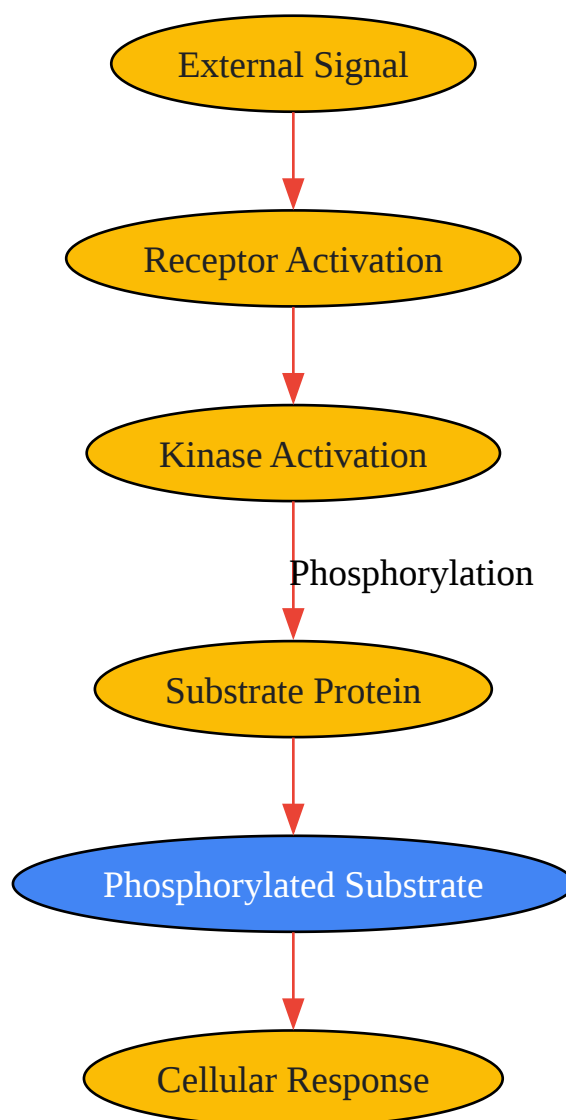 External Signal
Receptor Activation
Kinase Activation
Phosphorylation
Substrate Protein
Phosphorylated Substrate
Cellular Response